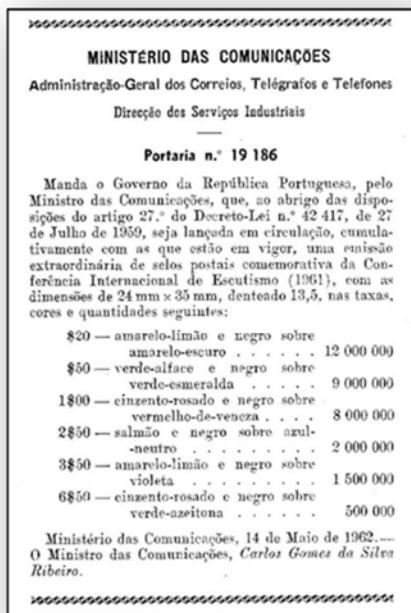 MINISTÉRIO DAS COMUNICAÇÕES
Administração-Geral dos Correios, Telégrafos e Telefones
Direcção dos Serviços Industriais
Portaria n.º 19 186
Manda o Governo da República Portuguesa, pelo
Ministro das Comunicações, que, ao abrigo das dispo-
sições do artigo 27.º do Decreto-Lei n.º 42 417, de 27
de Julho de 1959, seja lançada em circulação, cumula-
tivamente com as que estão em vigor, uma emissão
extraordinária de selos postais comemorativa da Con-
ferência Internacional de Escutismo (1961), com as
dimensões de 24 mm × 35 mm, denteado 13,5, nas taxas,
cores e quantidades seguintes:
$20 — amarelo-limão e negro sobre
amarelo-escuro . . . . . . 12 000 000
$50 — verde-alface e negro sobre
verde-esmeralda . . . . . 9 000 000
1$00 — cinzento-rosado e negro sobre
vermelho-de-veneza . . . . 8 000 000
2$50 — salmão e negro sobre azul-
-neutro . . . . . . . . . 2 000 000
3$50 — amarelo-limão e negro sobre
violeta . . . . . . . . . 1 500 000
6$50 — cinzento-rosado e negro sobre
verde-azeitona . . . . . . 500 000
Ministério das Comunicações, 14 de Maio de 1962. —
O Ministro das Comunicações, Carlos Gomes da Silva
Ribeiro.